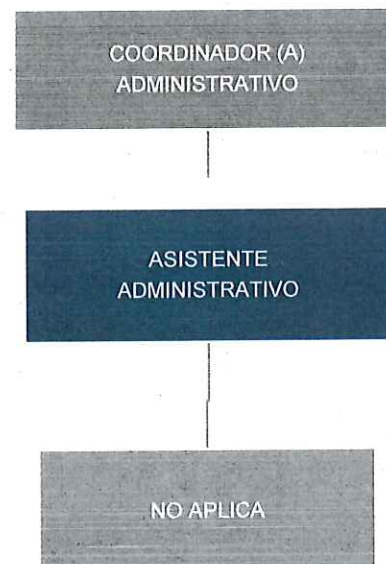 COORDINADOR (A)
ADMINISTRATIVO
ASISTENTE
ADMINISTRATIVO
NO APLICA